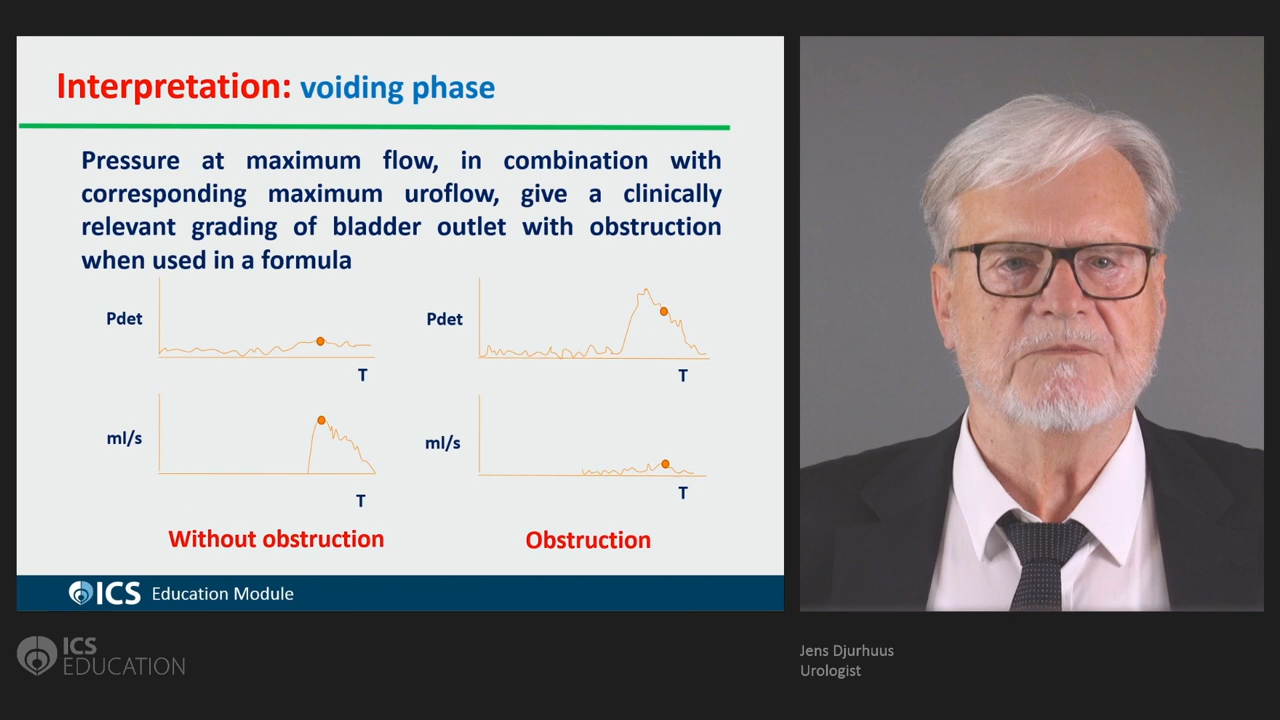 Interpretation: voiding phase
Pressure at maximum flow, in combination with
corresponding maximum uroflow, give a clinically
relevant grading of bladder outlet with obstruction
when used in a formula
Pdet
T
ml/s
T
Without obstruction
Pdet
T
ml/s
T
Obstruction
ICS Education Module
ICS
EDUCATION
Jens Djurhuus
Urologist